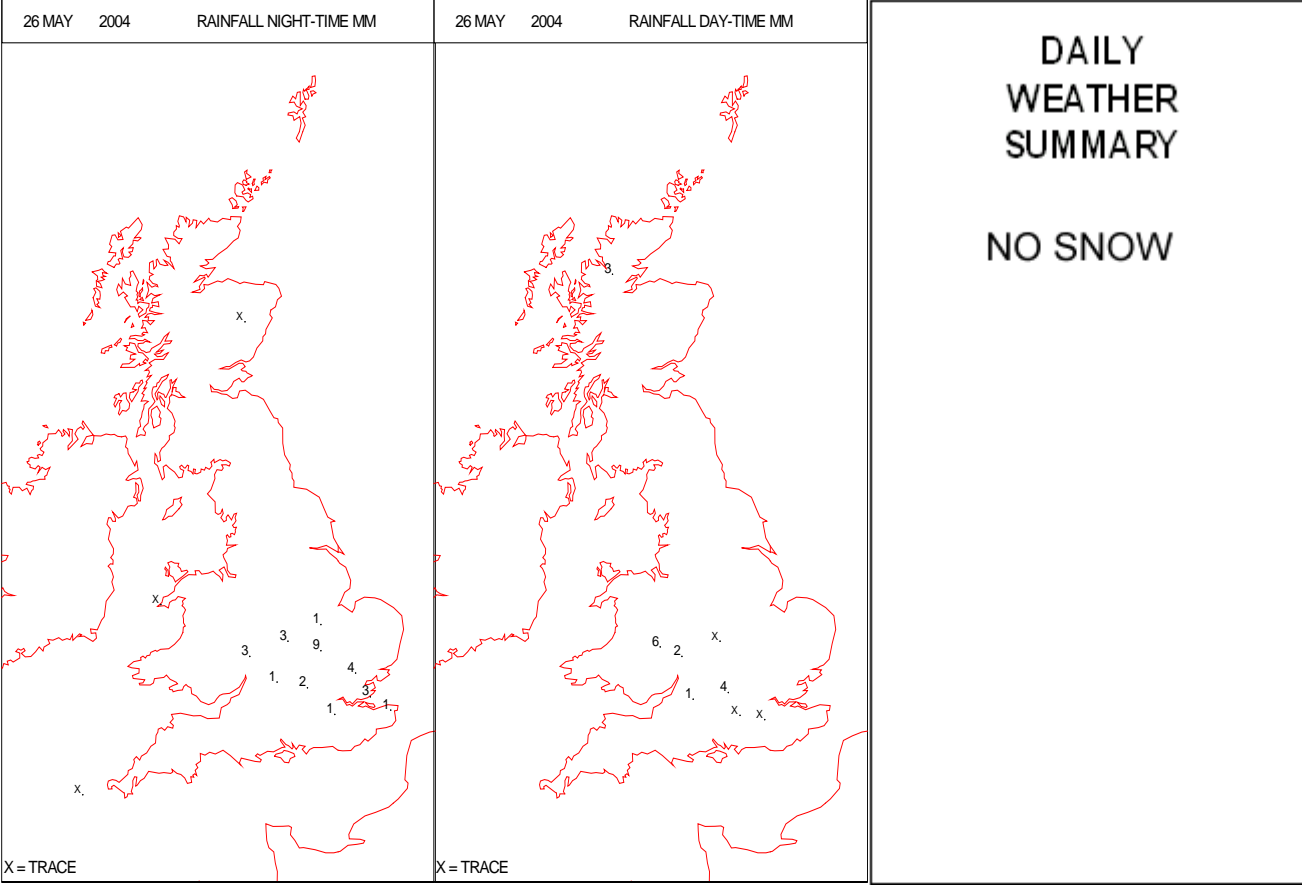 26 MAY 2004 RAINFALL NIGHT-TIME MM
X.
X.
1.
3.
9.
3.
4.
1.
2.
3.
1.
1.
X.
X = TRACE
26 MAY 2004 RAINFALL DAY-TIME MM
3.
X.
6.
2.
4.
1.
X.
X.
X = TRACE
DAILY
WEATHER
SUMMARY
NO SNOW